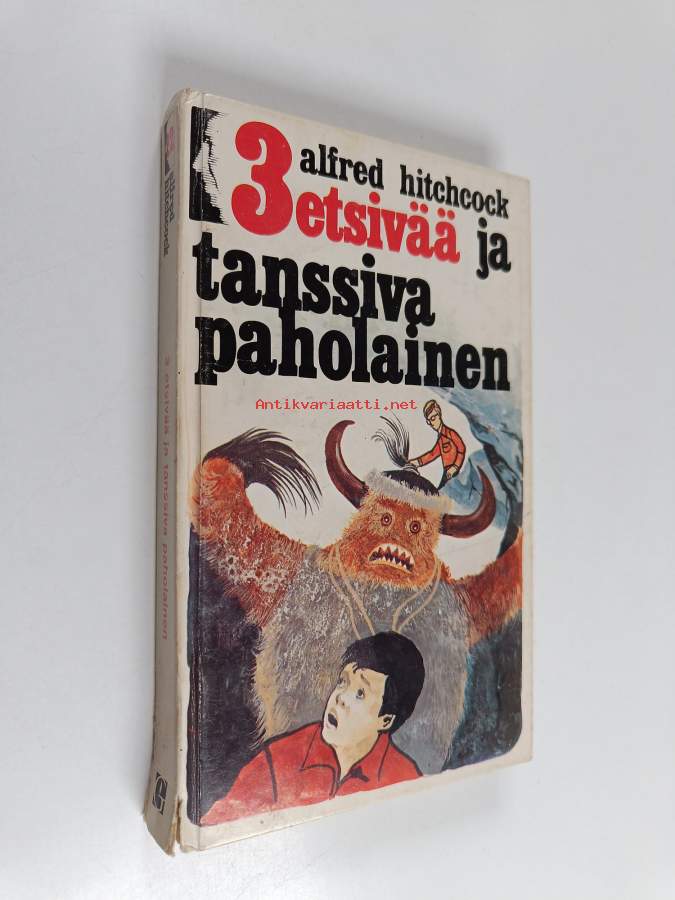 alfred hitchcock
3 etsivää ja
tanssiva
paholainen
Antikvariaatti.net
alfred
hitchcock
3 etsivää ja tanssiva paholainen